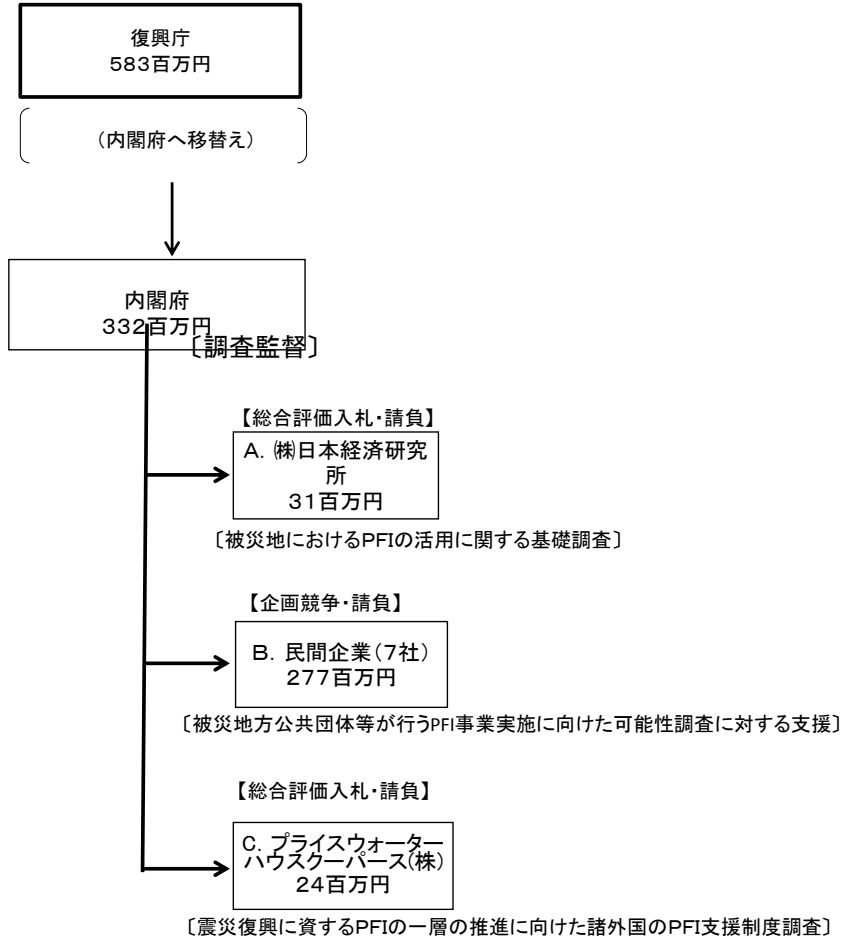 復興庁
583百万円
（内閣府へ移替え）
内閣府
332百万円
〔調査監督〕
【総合評価入札・請負】
A．㈱日本経済研究
所
31百万円
〔被災地におけるPFIの活用に関する基礎調査〕
【企画競争・請負】
B．民間企業（7社）
277百万円
〔被災地方公共団体等が行うPFI事業実施に向けた可能性調査に対する支援〕
【総合評価入札・請負】
C．プライスウォーター
ハウスクーパース㈱
24百万円
〔震災復興に資するPFIの一層の推進に向けた諸外国のPFI支援制度調査〕